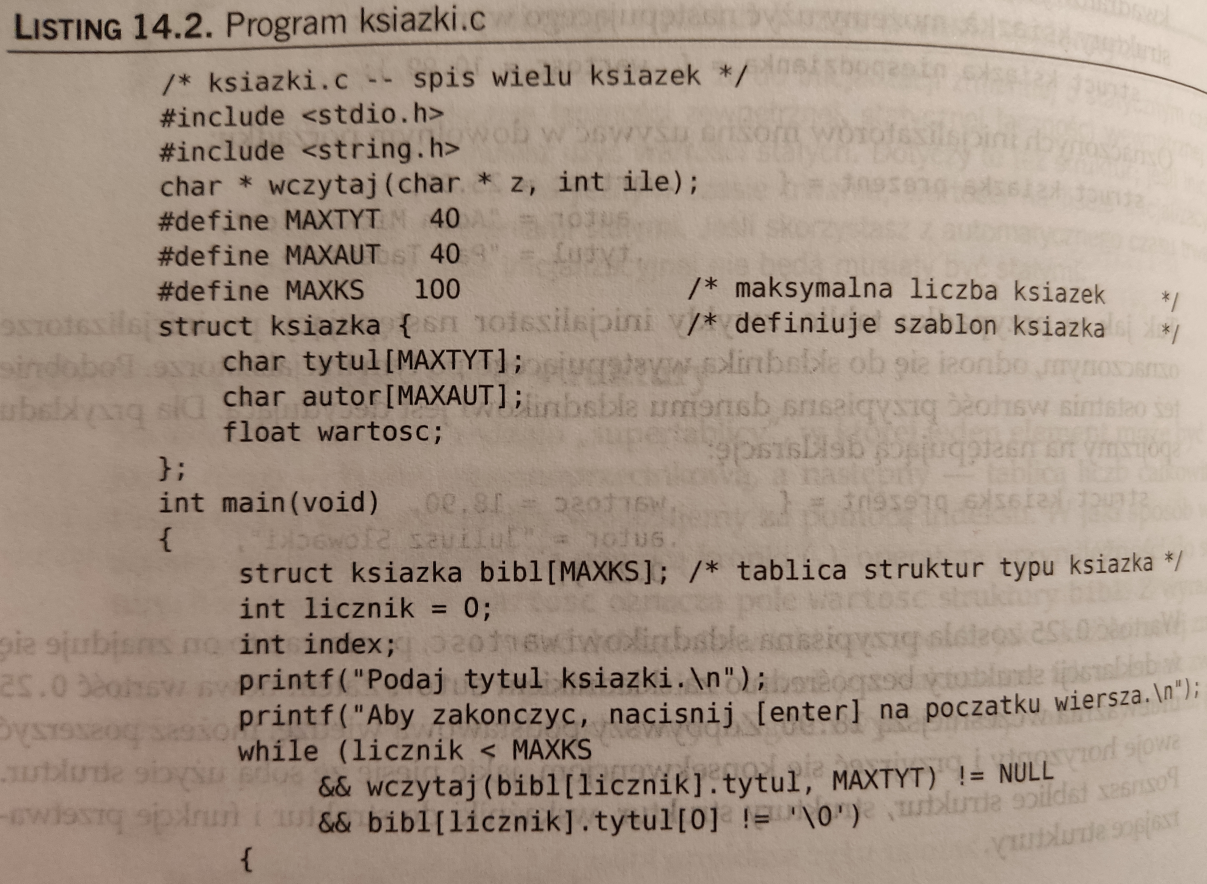 LISTING 14.2. Program ksiazki.c
/* ksiazki.c -- spis wielu ksiazek */
#include <stdio.h>
#include <string.h>
char * wczytaj(char * z, int ile);
#define MAXTYT 40
#define MAXAUT 40
#define MAXKS 100 /* maksymalna liczba ksiazek */
struct ksiazka { /* definiuje szablon ksiazka */
char tytul[MAXTYT];
char autor[MAXAUT];
float wartosc;
};
int main(void)
{
struct ksiazka bibl[MAXKS]; /* tablica struktur typu ksiazka */
int licznik = 0;
int index;
printf("Podaj tytul ksiazki.\n");
printf("Aby zakonczyc, nacisnij [enter] na poczatku wiersza.\n");
while (licznik < MAXKS
&& wczytaj(bibl[licznik].tytul, MAXTYT) != NULL
&& bibl[licznik].tytul[0] != '\0')
{